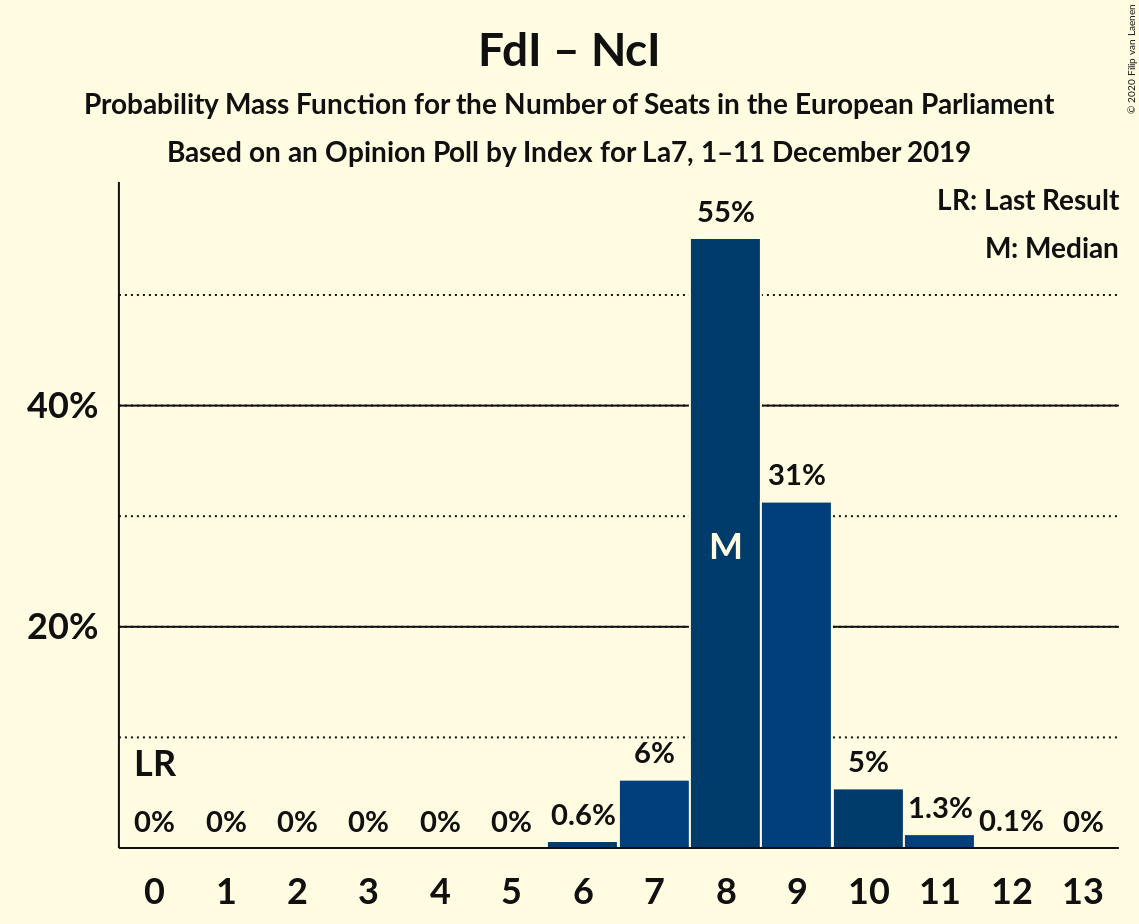 FdI – NcI
Probability Mass Function for the Number of Seats in the European Parliament
Based on an Opinion Poll by Index for La7, 1–11 December 2019
© 2020 Filip van Laenen
LR: Last Result
M: Median
55%
40%
31%
M
20%
LR
6%
5%
0% 0% 0% 0% 0% 0% 0.6% 1.3% 0.1% 0%
0 1 2 3 4 5 6 7 8 9 10 11 12 13